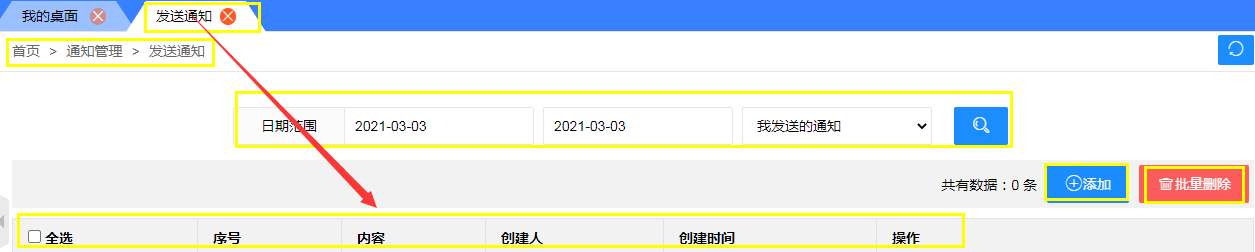 我的桌面 发送通知
首页 > 通知管理 > 发送通知
日期范围 2021-03-03 2021-03-03 我发送的通知
共有数据：0 条 添加 批量删除
全选 序号 内容 创建人 创建时间 操作